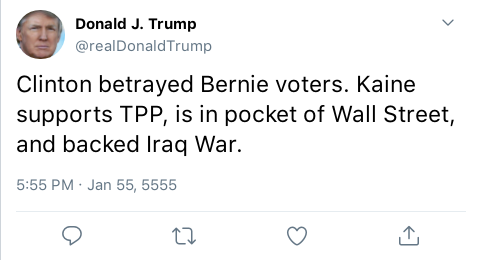 Donald J. Trump
@realDonaldTrump
Clinton betrayed Bernie voters. Kaine
supports TPP, is in pocket of Wall Street,
and backed Iraq War.
5:55 PM · Jan 55, 5555